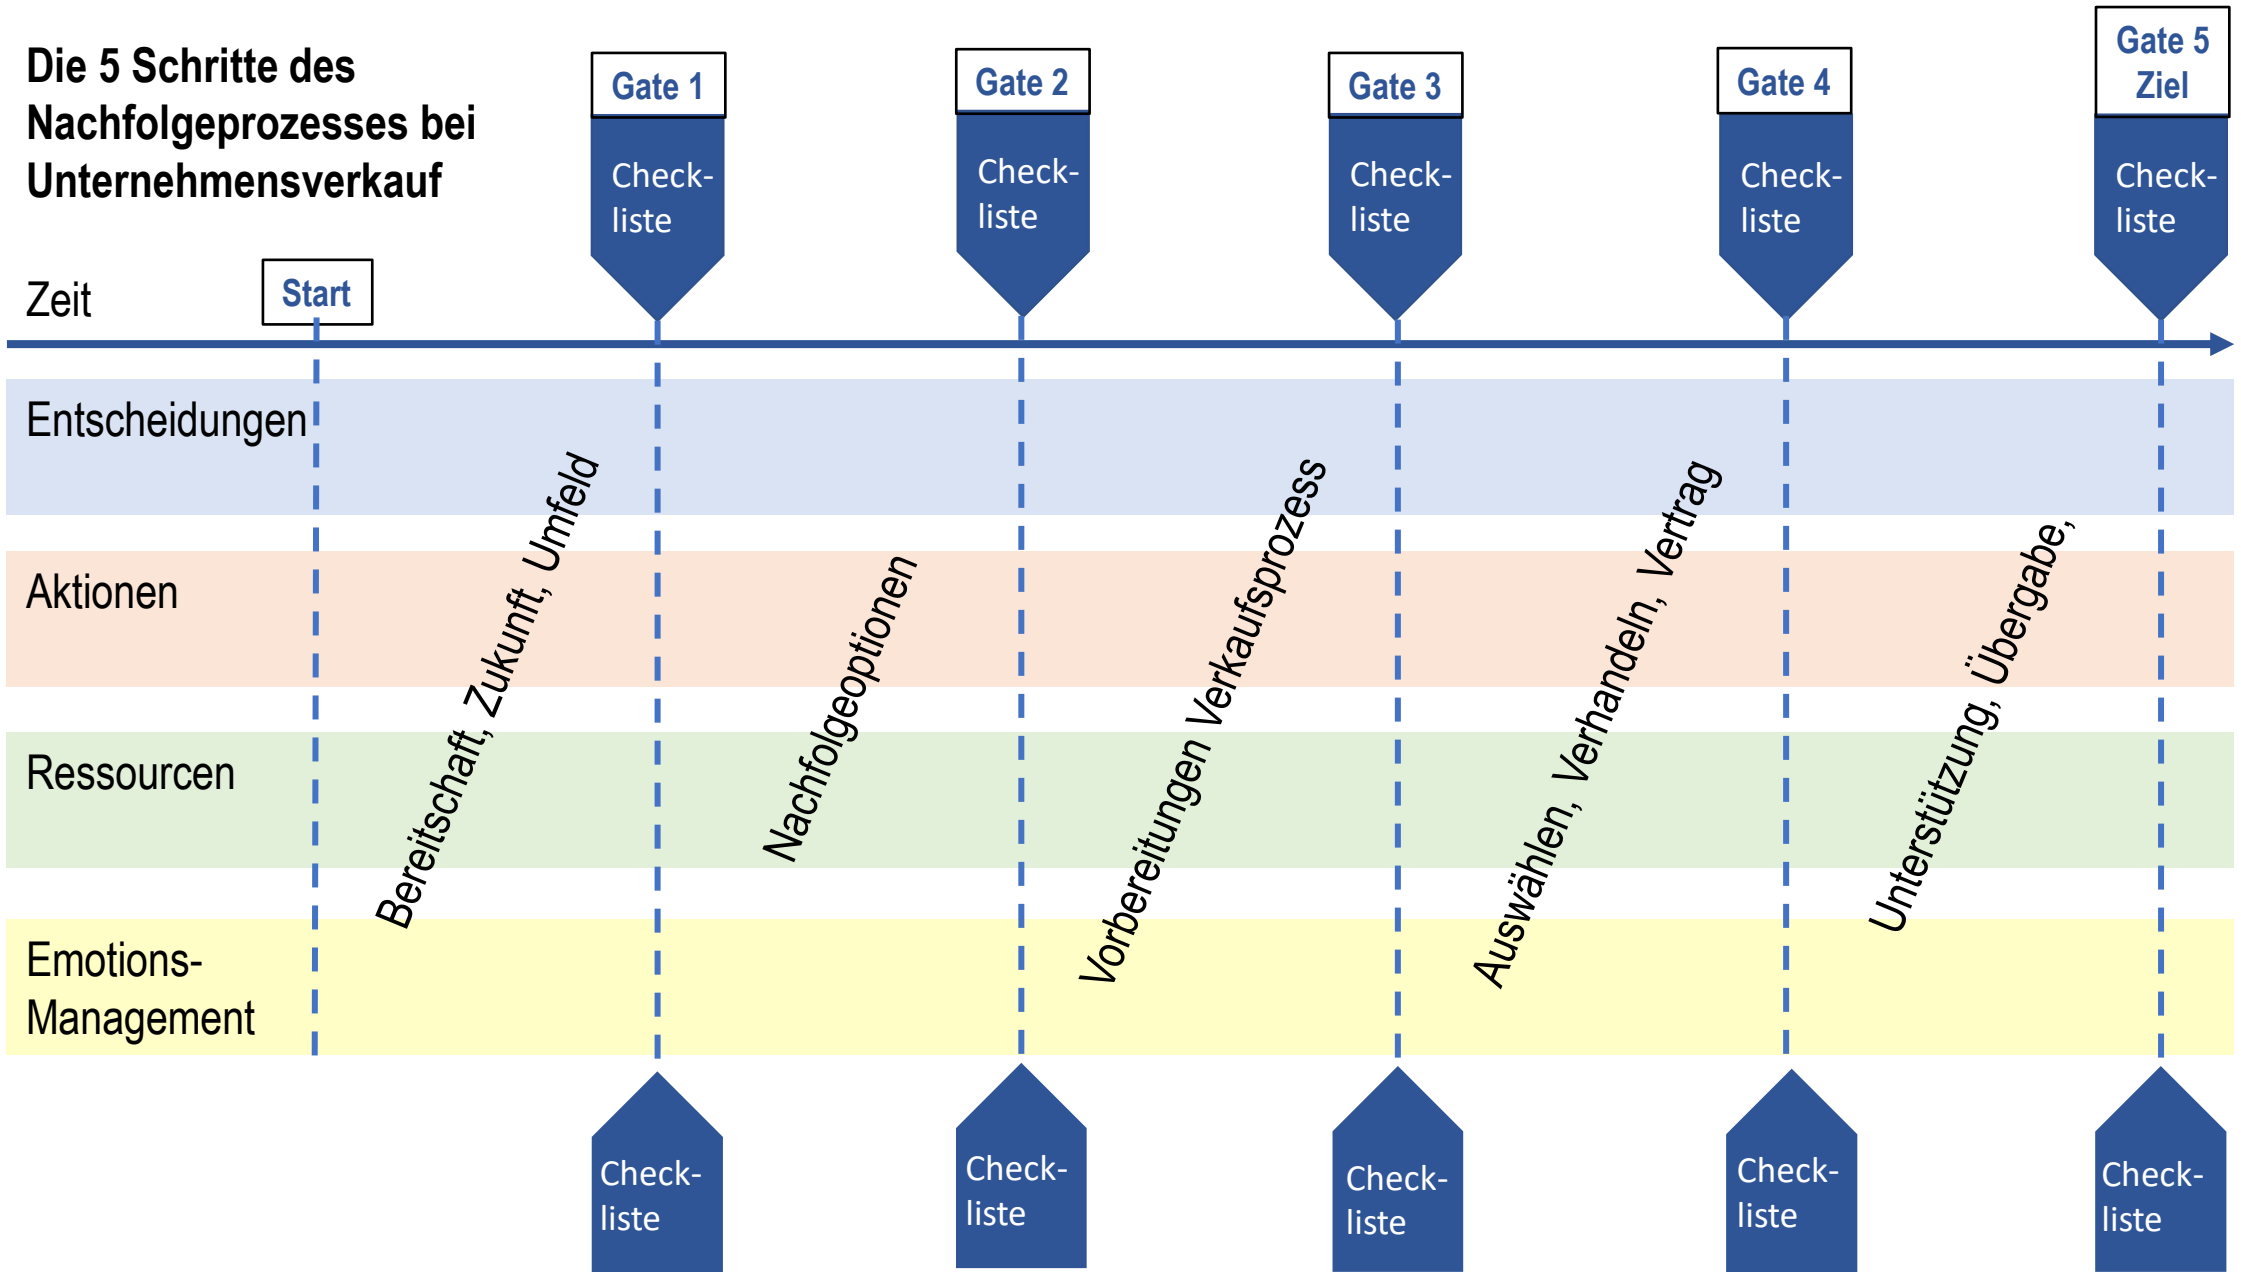 Die 5 Schritte des
Nachfolgeprozesses bei
Unternehmensverkauf
Gate 1
Check-
liste
Gate 2
Check-
liste
Gate 3
Check-
liste
Gate 4
Check-
liste
Gate 5
Ziel
Check-
liste
Zeit
Start
Entscheidungen
Aktionen
Ressourcen
Emotions-
Management
Bereitschaft, Zukunft, Umfeld
Nachfolgeoptionen
Vorbereitungen Verkaufsprozess
Auswählen, Verhandeln, Vertrag
Unterstützung, Übergabe,
Check-
liste
Check-
liste
Check-
liste
Check-
liste
Check-
liste